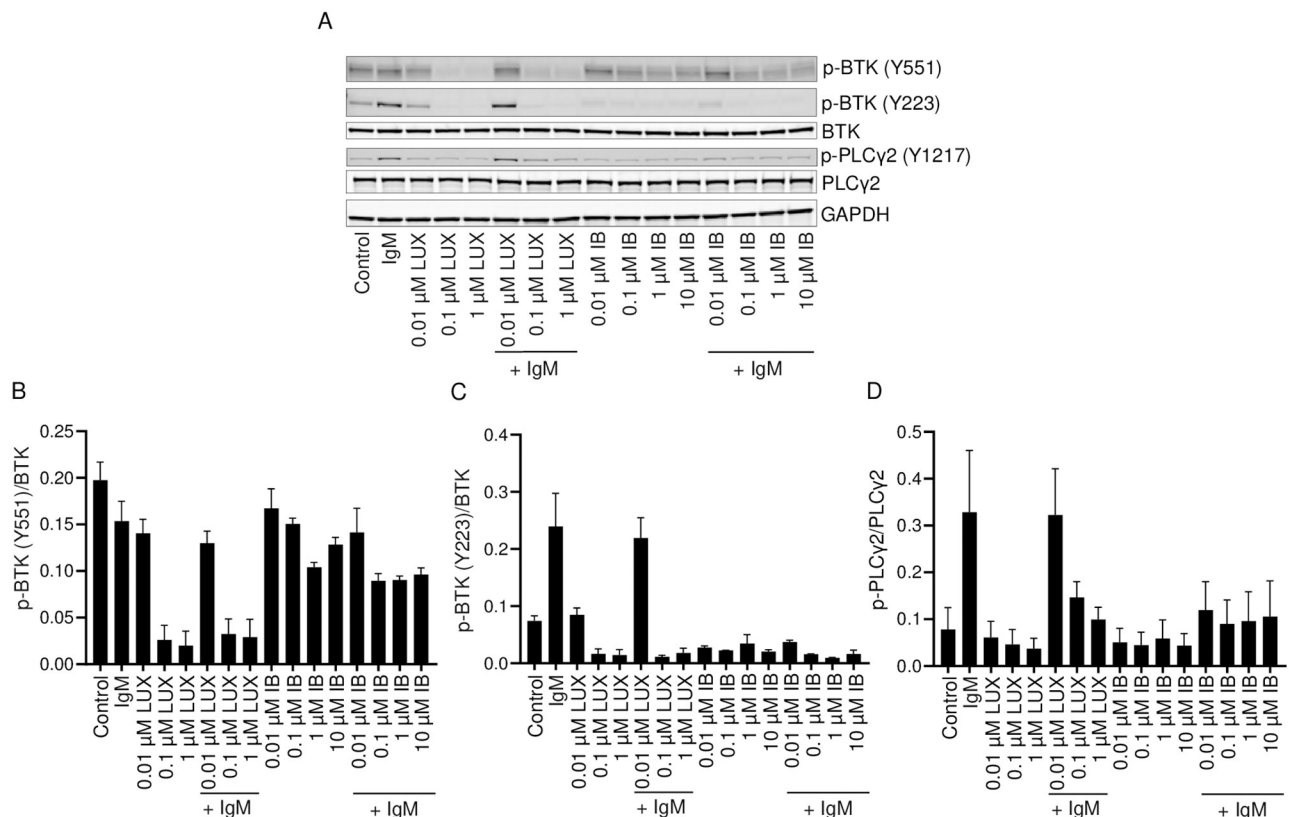 A
p-BTK (Y551)
p-BTK (Y223)
BTK
p-PLCγ2 (Y1217)
PLCγ2
GAPDH
Control
IgM
0.01 µM LUX
0.1 µM LUX
1 µM LUX
0.01 µM LUX
0.1 µM LUX
1 µM LUX
0.01 µM IB
0.1 µM IB
1 µM IB
10 µM IB
0.01 µM IB
0.1 µM IB
1 µM IB
10 µM IB
+ IgM
+ IgM
B
p-BTK (Y551)/BTK
0.25
0.20
0.15
0.10
0.05
0.00
Control
IgM
0.01 µM LUX
0.1 µM LUX
1 µM LUX
0.01 µM LUX
0.1 µM LUX
1 µM LUX
0.01 µM IB
0.1 µM IB
1 µM IB
10 µM IB
0.01 µM IB
0.1 µM IB
1 µM IB
10 µM IB
+ IgM
+ IgM
C
p-BTK (Y223)/BTK
0.4
0.3
0.2
0.1
0.0
Control
IgM
0.01 µM LUX
0.1 µM LUX
1 µM LUX
0.01 µM LUX
0.1 µM LUX
1 µM LUX
0.01 µM IB
0.1 µM IB
1 µM IB
10 µM IB
0.01 µM IB
0.1 µM IB
1 µM IB
10 µM IB
+ IgM
+ IgM
D
p-PLCγ2/PLCγ2
0.5
0.4
0.3
0.2
0.1
0.0
Control
IgM
0.01 µM LUX
0.1 µM LUX
1 µM LUX
0.01 µM LUX
0.1 µM LUX
1 µM LUX
0.01 µM IB
0.1 µM IB
1 µM IB
10 µM IB
0.01 µM IB
0.1 µM IB
1 µM IB
10 µM IB
+ IgM
+ IgM